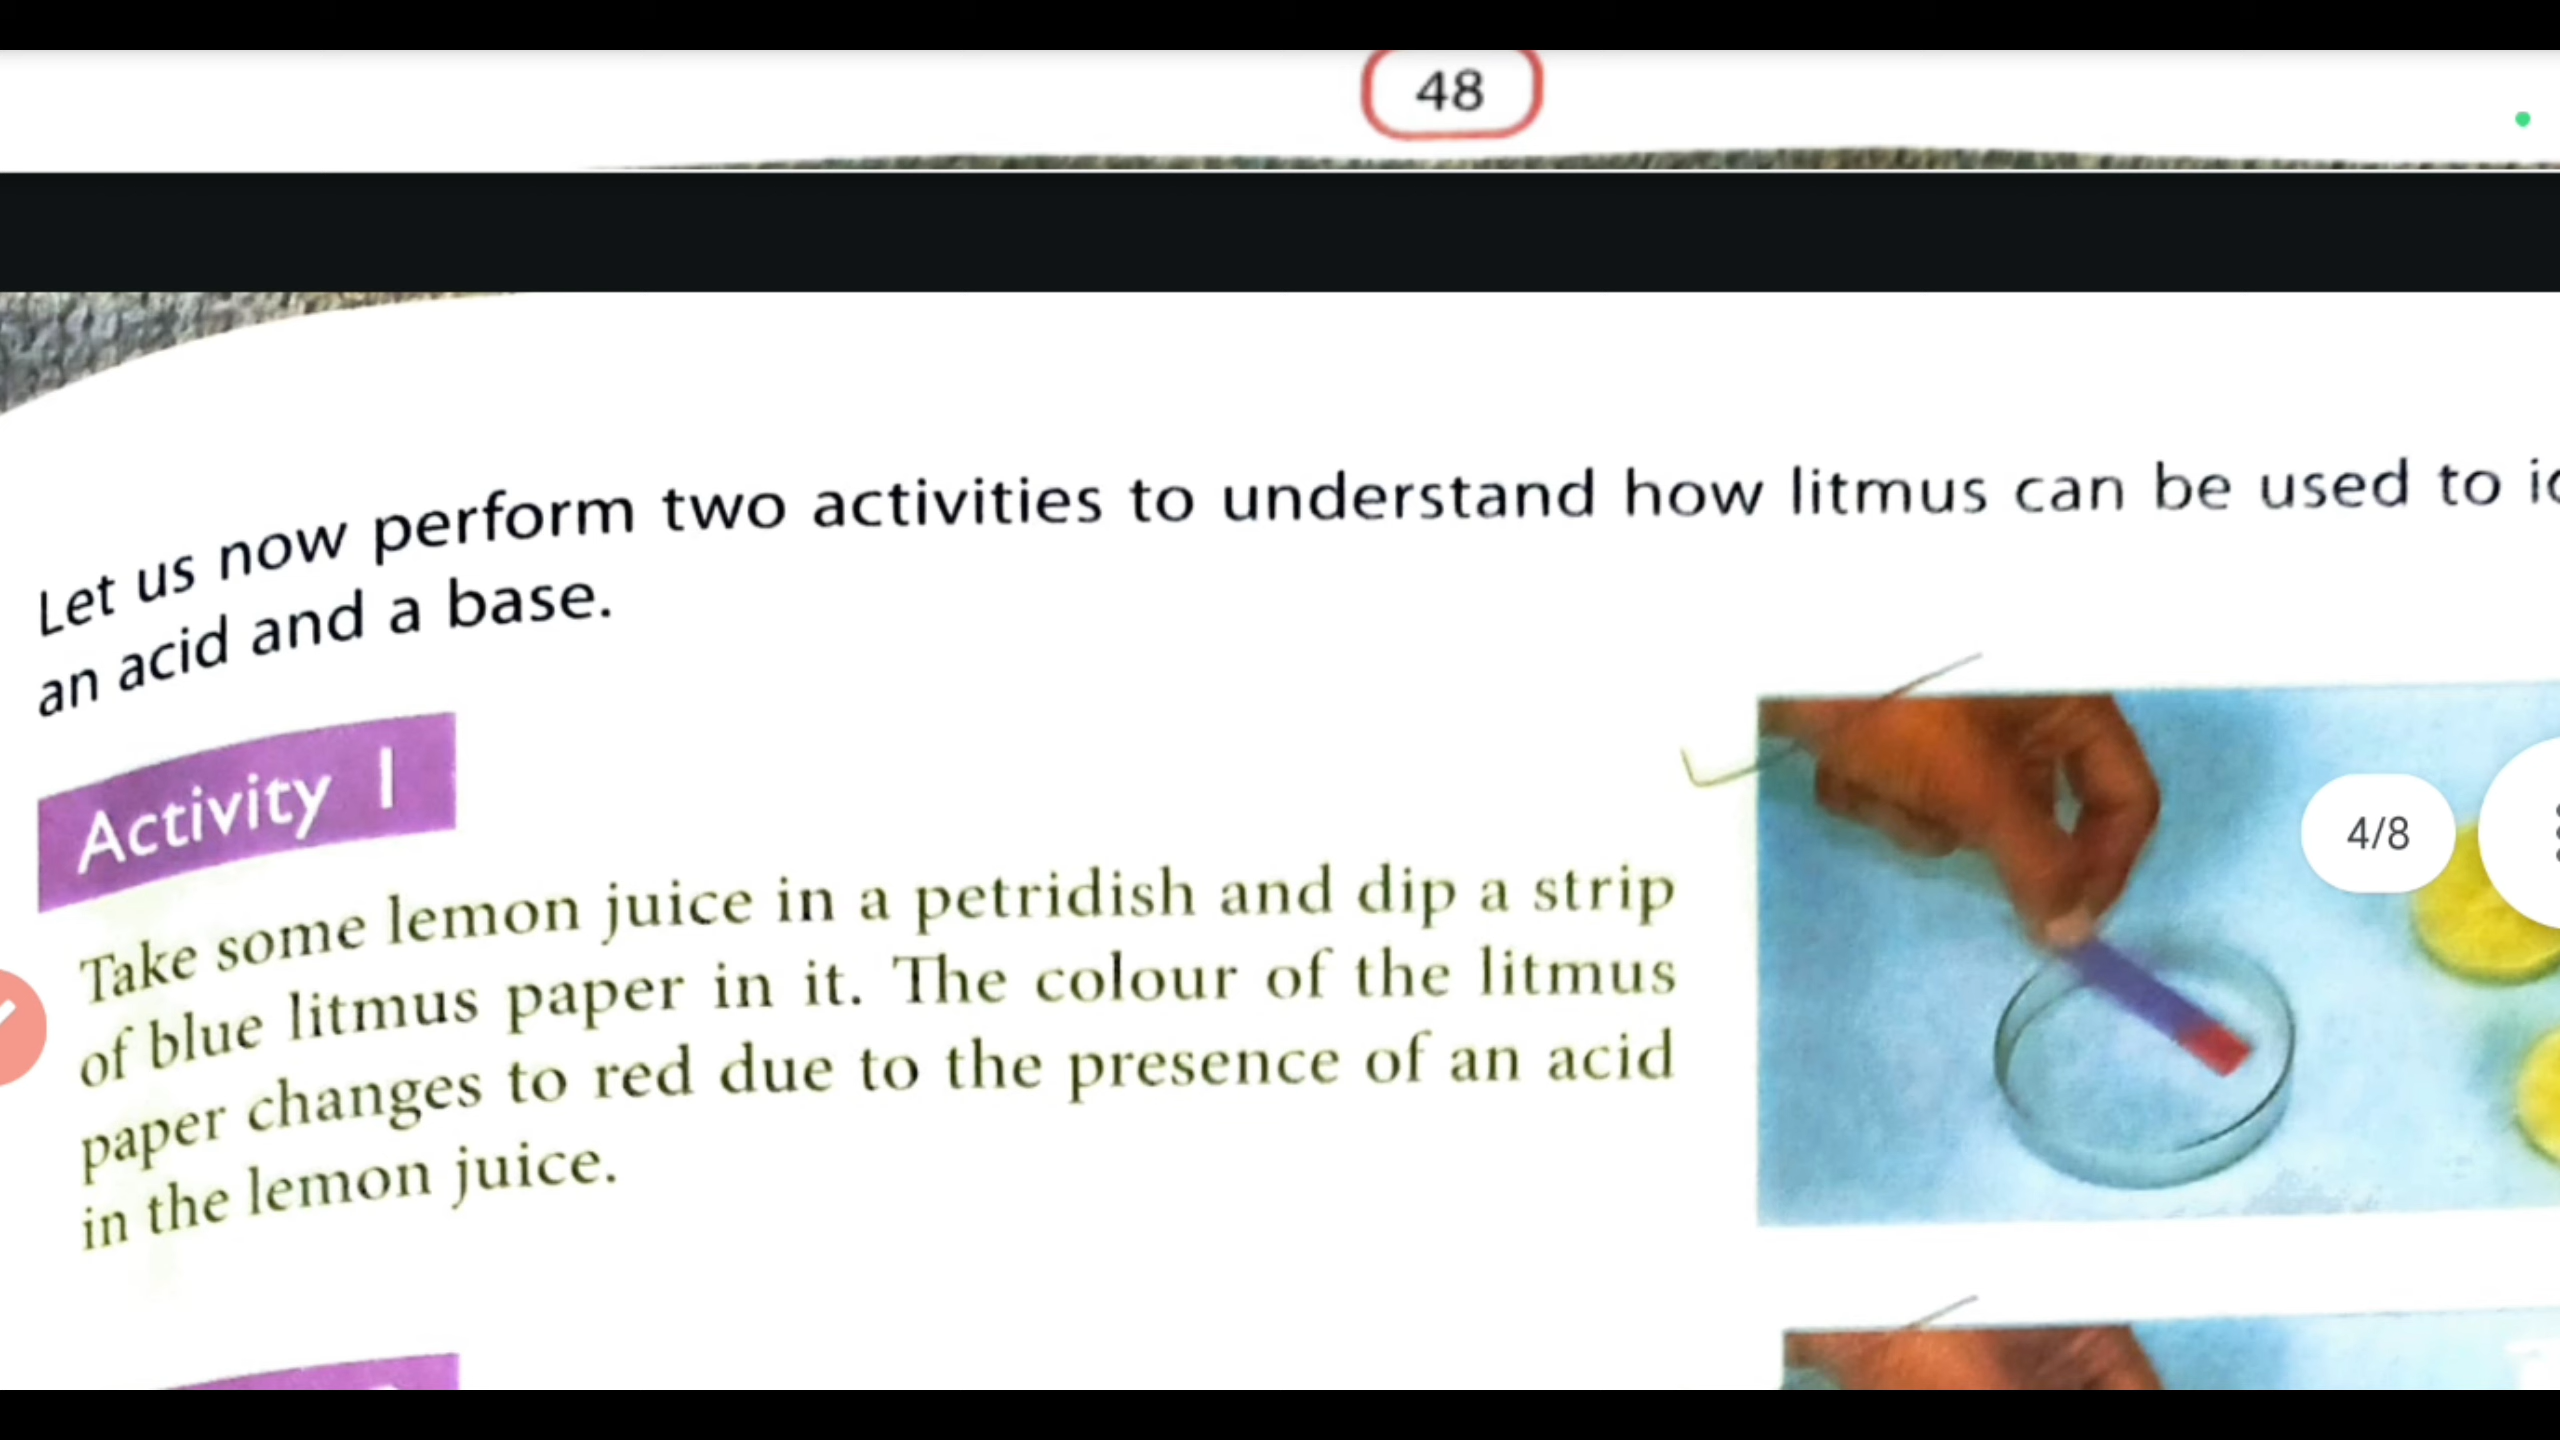 48
Let us now perform two activities to understand how litmus can be used to
an acid and a base.
Activity 1
Take some lemon juice in a petridish and dip a strip
of blue litmus paper in it. The colour of the litmus
paper changes to red due to the presence of an acid
in the lemon juice.
4/8